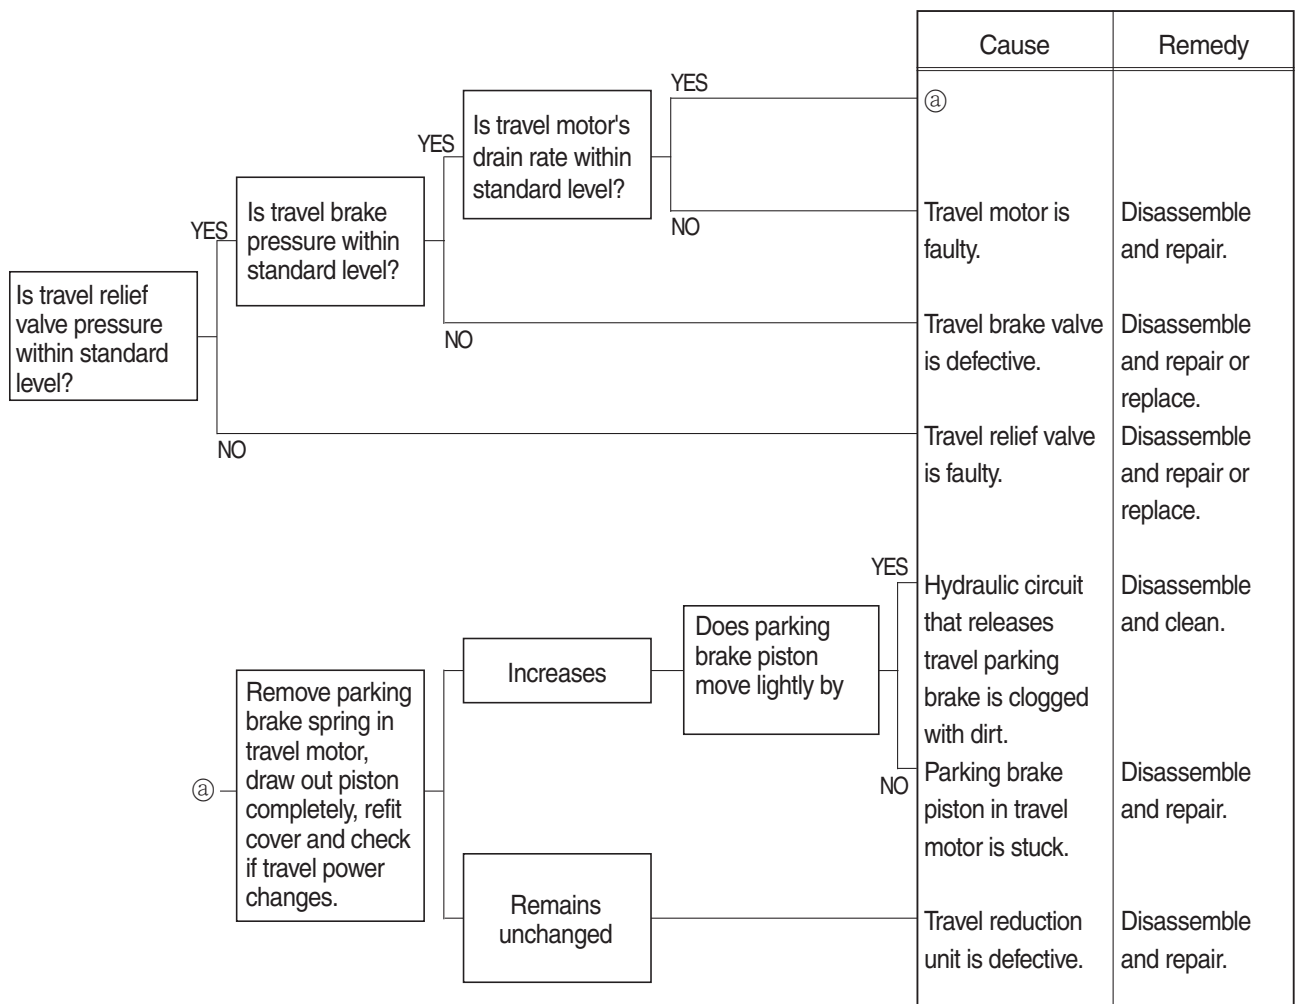 Cause
Remedy
YES
ⓐ
Is travel motor's
drain rate within
standard level?
YES
Is travel brake
pressure within
standard level?
YES
NO
Travel motor is
faulty.
Disassemble
and repair.
Is travel relief
valve pressure
within standard
level?
NO
Travel brake valve
is defective.
Disassemble
and repair or
replace.
NO
Travel relief valve
is faulty.
Disassemble
and repair or
replace.
YES
Hydraulic circuit
that releases
travel parking
brake is clogged
with dirt.
Disassemble
and clean.
Does parking
brake piston
move lightly by
Increases
ⓐ
Remove parking
brake spring in
travel motor,
draw out piston
completely, refit
cover and check
if travel power
changes.
NO
Parking brake
piston in travel
motor is stuck.
Disassemble
and repair.
Remains
unchanged
Travel reduction
unit is defective.
Disassemble
and repair.